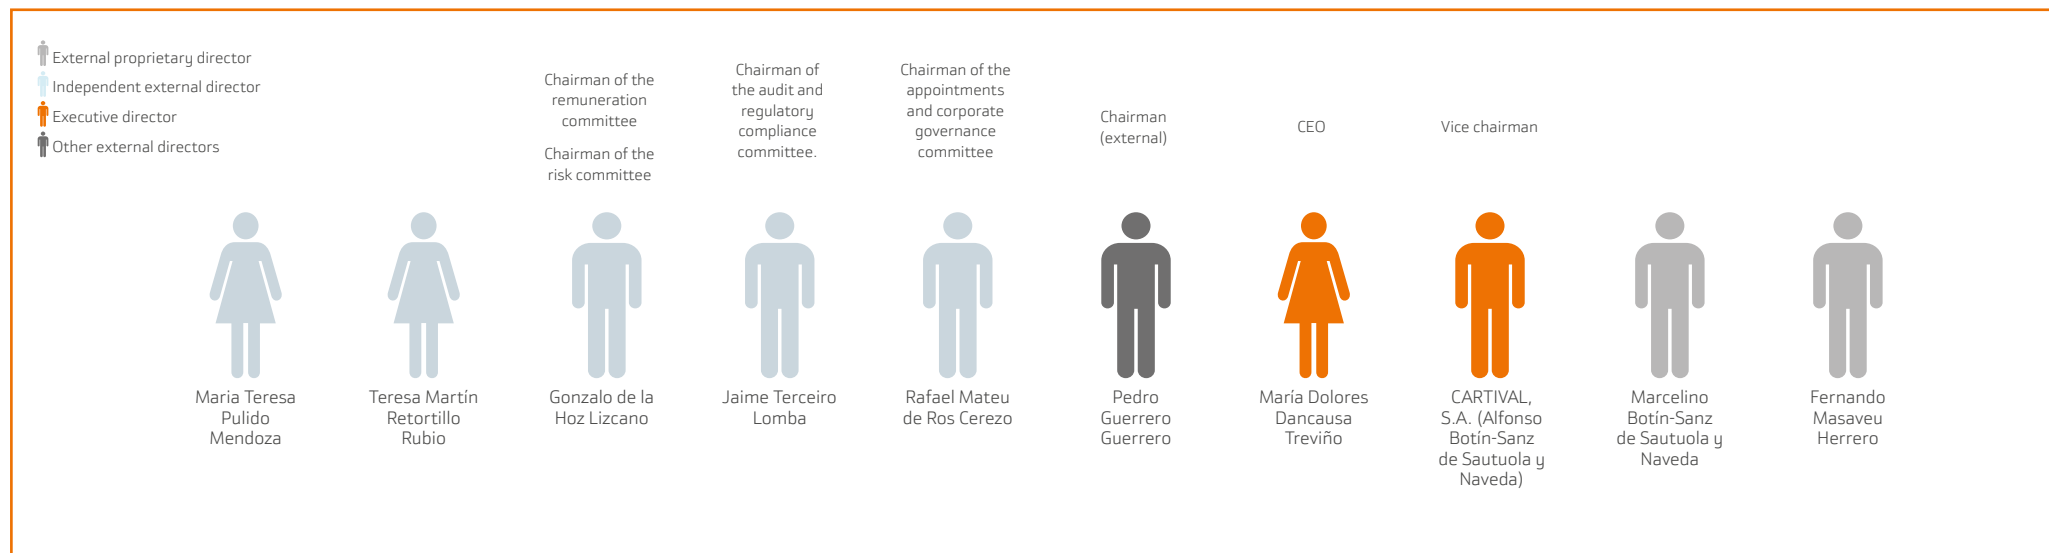 External proprietary director
Independent external director
Executive director
Other external directors
Chairman of the
remuneration
committee
Chairman of the
risk committee
Chairman of
the audit and
regulatory
compliance
committee.
Chairman of the
appointments
and corporate
governance
committee
Chairman
(external)
CEO
Vice chairman
Maria Teresa
Pulido
Mendoza
Teresa Martín
Retortillo
Rubio
Gonzalo de la
Hoz Lizcano
Jaime Terceiro
Lomba
Rafael Mateu
de Ros Cerezo
Pedro
Guerrero
Guerrero
María Dolores
Dancausa
Treviño
CARTIVAL,
S.A. (Alfonso
Botín-Sanz
de Sautuola y
Naveda)
Marcelino
Botín-Sanz
de Sautuola y
Naveda
Fernando
Masaveu
Herrero